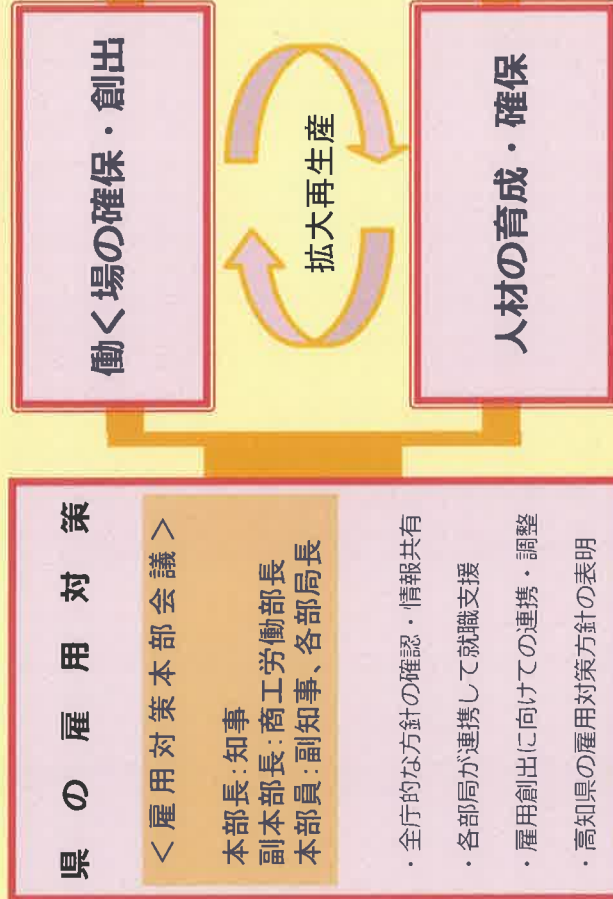 県の雇用対策
＜雇用対策本部会議＞
本部長：知事
副本部長：商工労働部長
本部員：副知事、各部局長
・全庁的な方針の確認・情報共有
・各部局が連携して就職支援
・雇用創出に向けての連携・調整
・高知県の雇用対策方針の表明
働く場の確保・創出
拡大再生産
人材の育成・確保